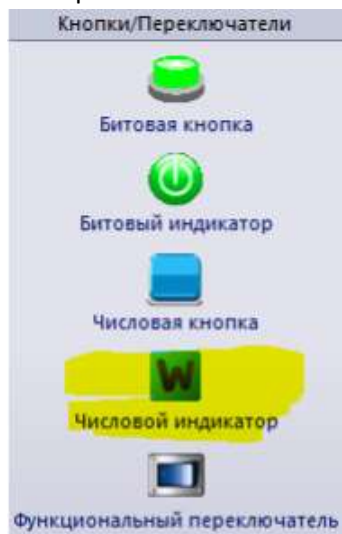 Кнопки/Переключатели
Битовая кнопка
Битовый индикатор
Числовая кнопка
W
Числовой индикатор
Функциональный переключатель